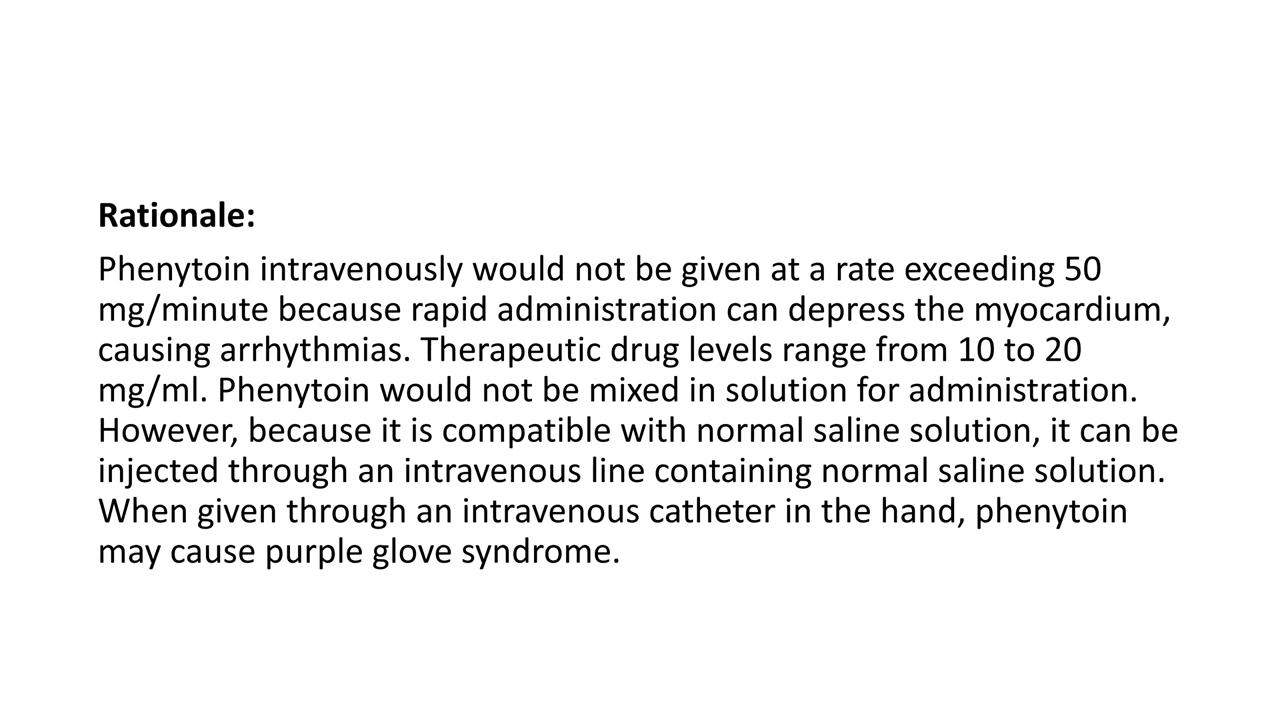 Rationale:
Phenytoin intravenously would not be given at a rate exceeding 50
mg/minute because rapid administration can depress the myocardium,
causing arrhythmias. Therapeutic drug levels range from 10 to 20
mg/ml. Phenytoin would not be mixed in solution for administration.
However, because it is compatible with normal saline solution, it can be
injected through an intravenous line containing normal saline solution.
When given through an intravenous catheter in the hand, phenytoin
may cause purple glove syndrome.